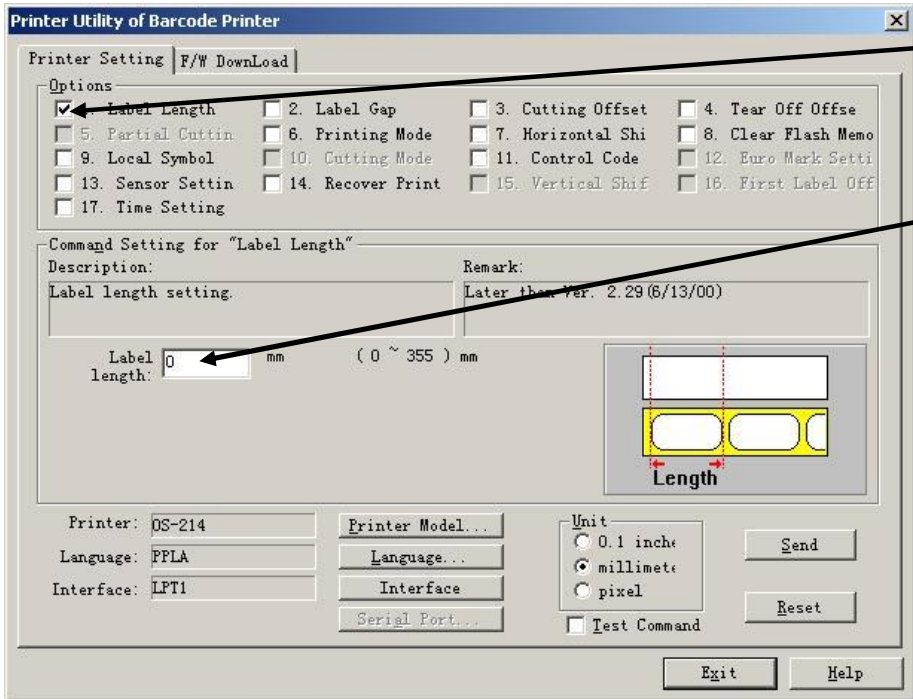 Printer Utility of Barcode Printer
Printer Setting F/W DownLoad
Options
1. Label Length 2. Label Gap 3. Cutting Offset 4. Tear Off Offse
5. Partial Cuttin 6. Printing Mode 7. Horizontal Shi 8. Clear Flash Memo
9. Local Symbol 10. Cutting Mode 11. Control Code 12. Euro Mark Setti
13. Sensor Settin 14. Recover Print 15. Vertical Shif 16. First Label Off
17. Time Setting
Command Setting for "Label Length"
Description: Remark:
Label length setting. Later then Ver. 2.29(6/13/00)
Label length: 0 mm ( 0 ~ 355 ) mm
Length
Printer: OS-214 Printer Model...
Language: PPLA Language...
Interface: LPT1 Interface
Serial Port...
Unit
0.1 inche
millimete
pixel
Test Command
Send
Reset
Exit Help